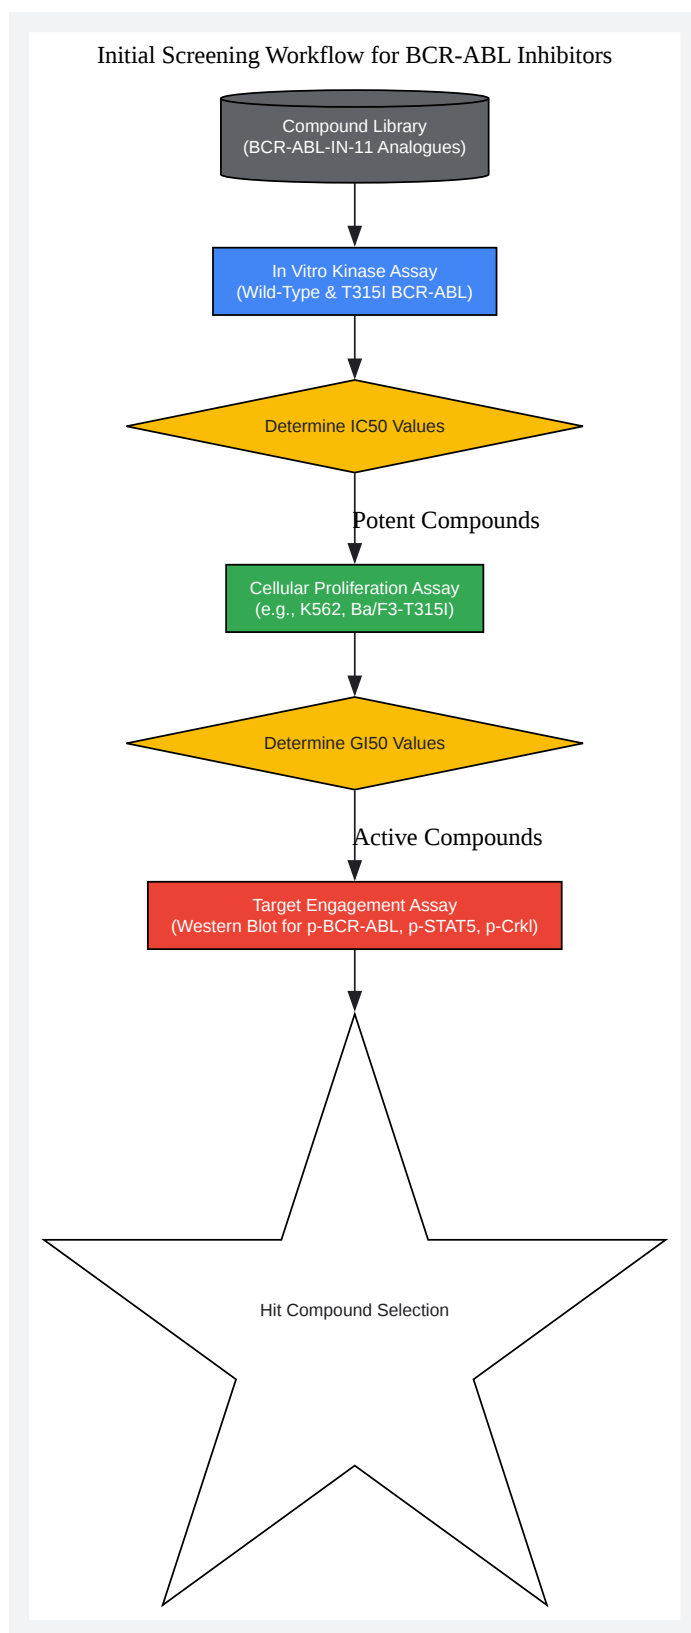 Initial Screening Workflow for BCR-ABL Inhibitors
Compound Library
(BCR-ABL-IN-11 Analogues)
In Vitro Kinase Assay
(Wild-Type & T315I BCR-ABL)
Determine IC50 Values
Potent Compounds
Cellular Proliferation Assay
(e.g., K562, Ba/F3-T315I)
Determine GI50 Values
Active Compounds
Target Engagement Assay
(Western Blot for p-BCR-ABL, p-STAT5, p-Crkl)
Hit Compound Selection